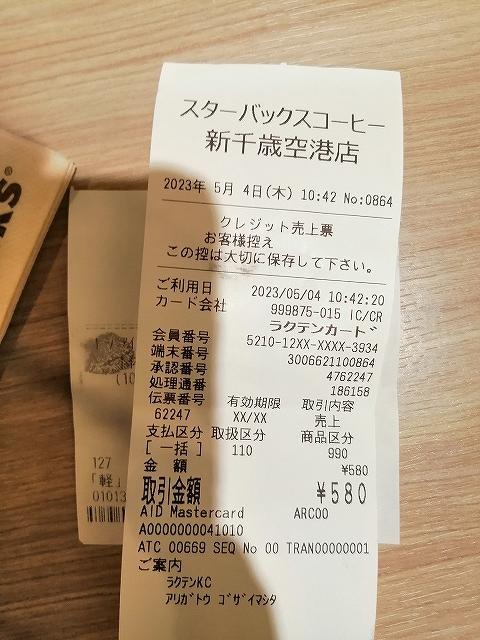 スターバックスコーヒー
新千歳空港店
2023年 5月 4日(木) 10:42 No:0864
クレジット売上票
お客様控え
この控は大切に保存して下さい。
ご利用日 2023/05/04 10:42:20
カード会社 999875-015 IC/CR
ラクテンカード
会員番号 5210-12XX-XXXX-3934
端末番号 3006621100864
承認番号 4762247
処理通番 186158
伝票番号 有効期限 取引内容
62247 XX/XX 売上
支払区分 取扱区分 商品区分
[ 一括 ] 110 990
金 額 ¥580
取引金額 ¥580
AID Mastercard ARC00
A0000000041010
ATC 00669 SEQ No 00 TRAN00000001
ご案内
ラクテンKC
アリガトウ ゴザイマシタ
(10
127
「軽」
01013
KS®